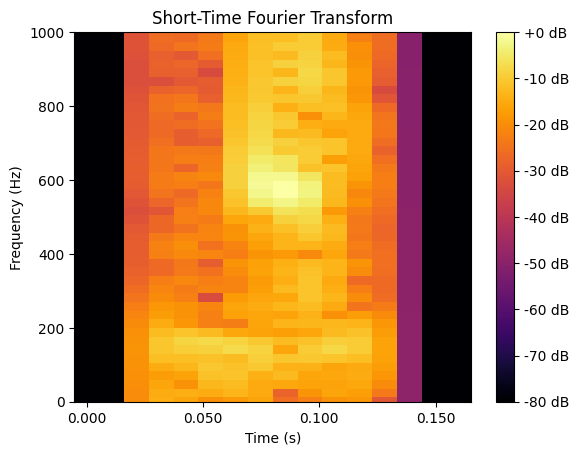 Short-Time Fourier Transform
1000
800
600
400
200
0
Frequency (Hz)
0.000
0.050
0.100
0.150
Time (s)
+0 dB
-10 dB
-20 dB
-30 dB
-40 dB
-50 dB
-60 dB
-70 dB
-80 dB